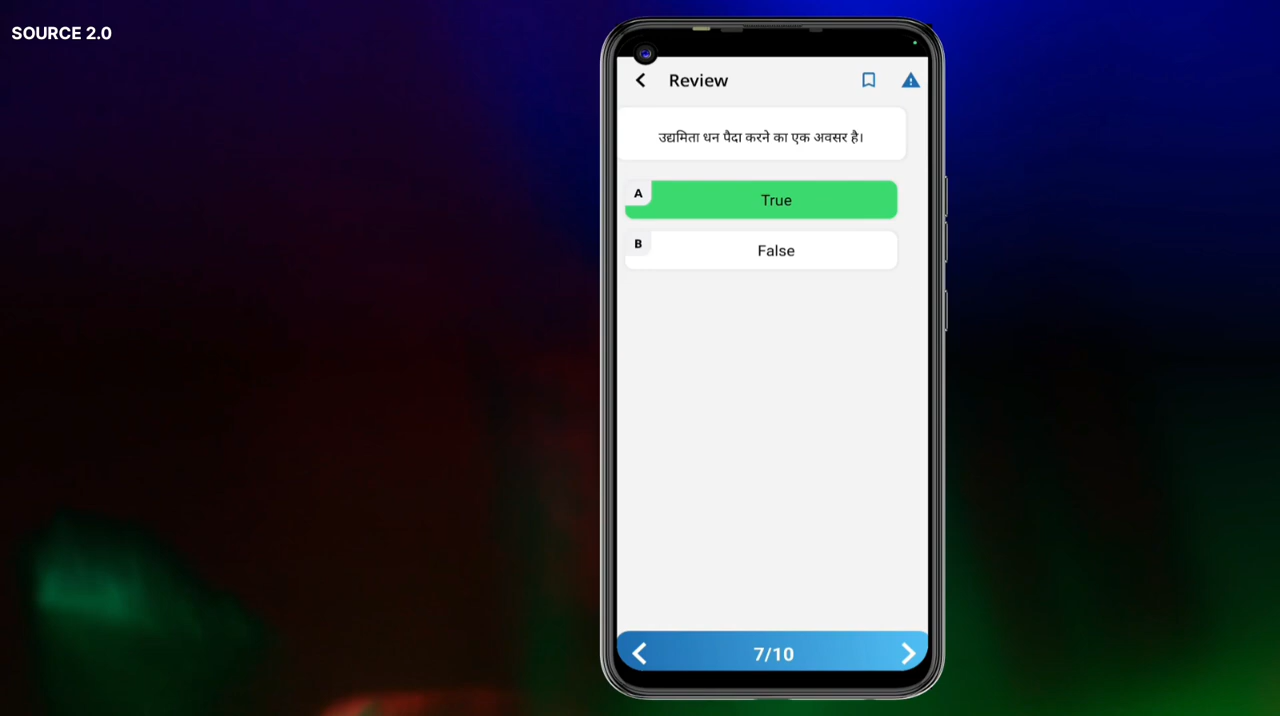 SOURCE 2.0
Review
उद्यमिता धन पैदा करने का एक अवसर है।
A
True
B
False
7/10